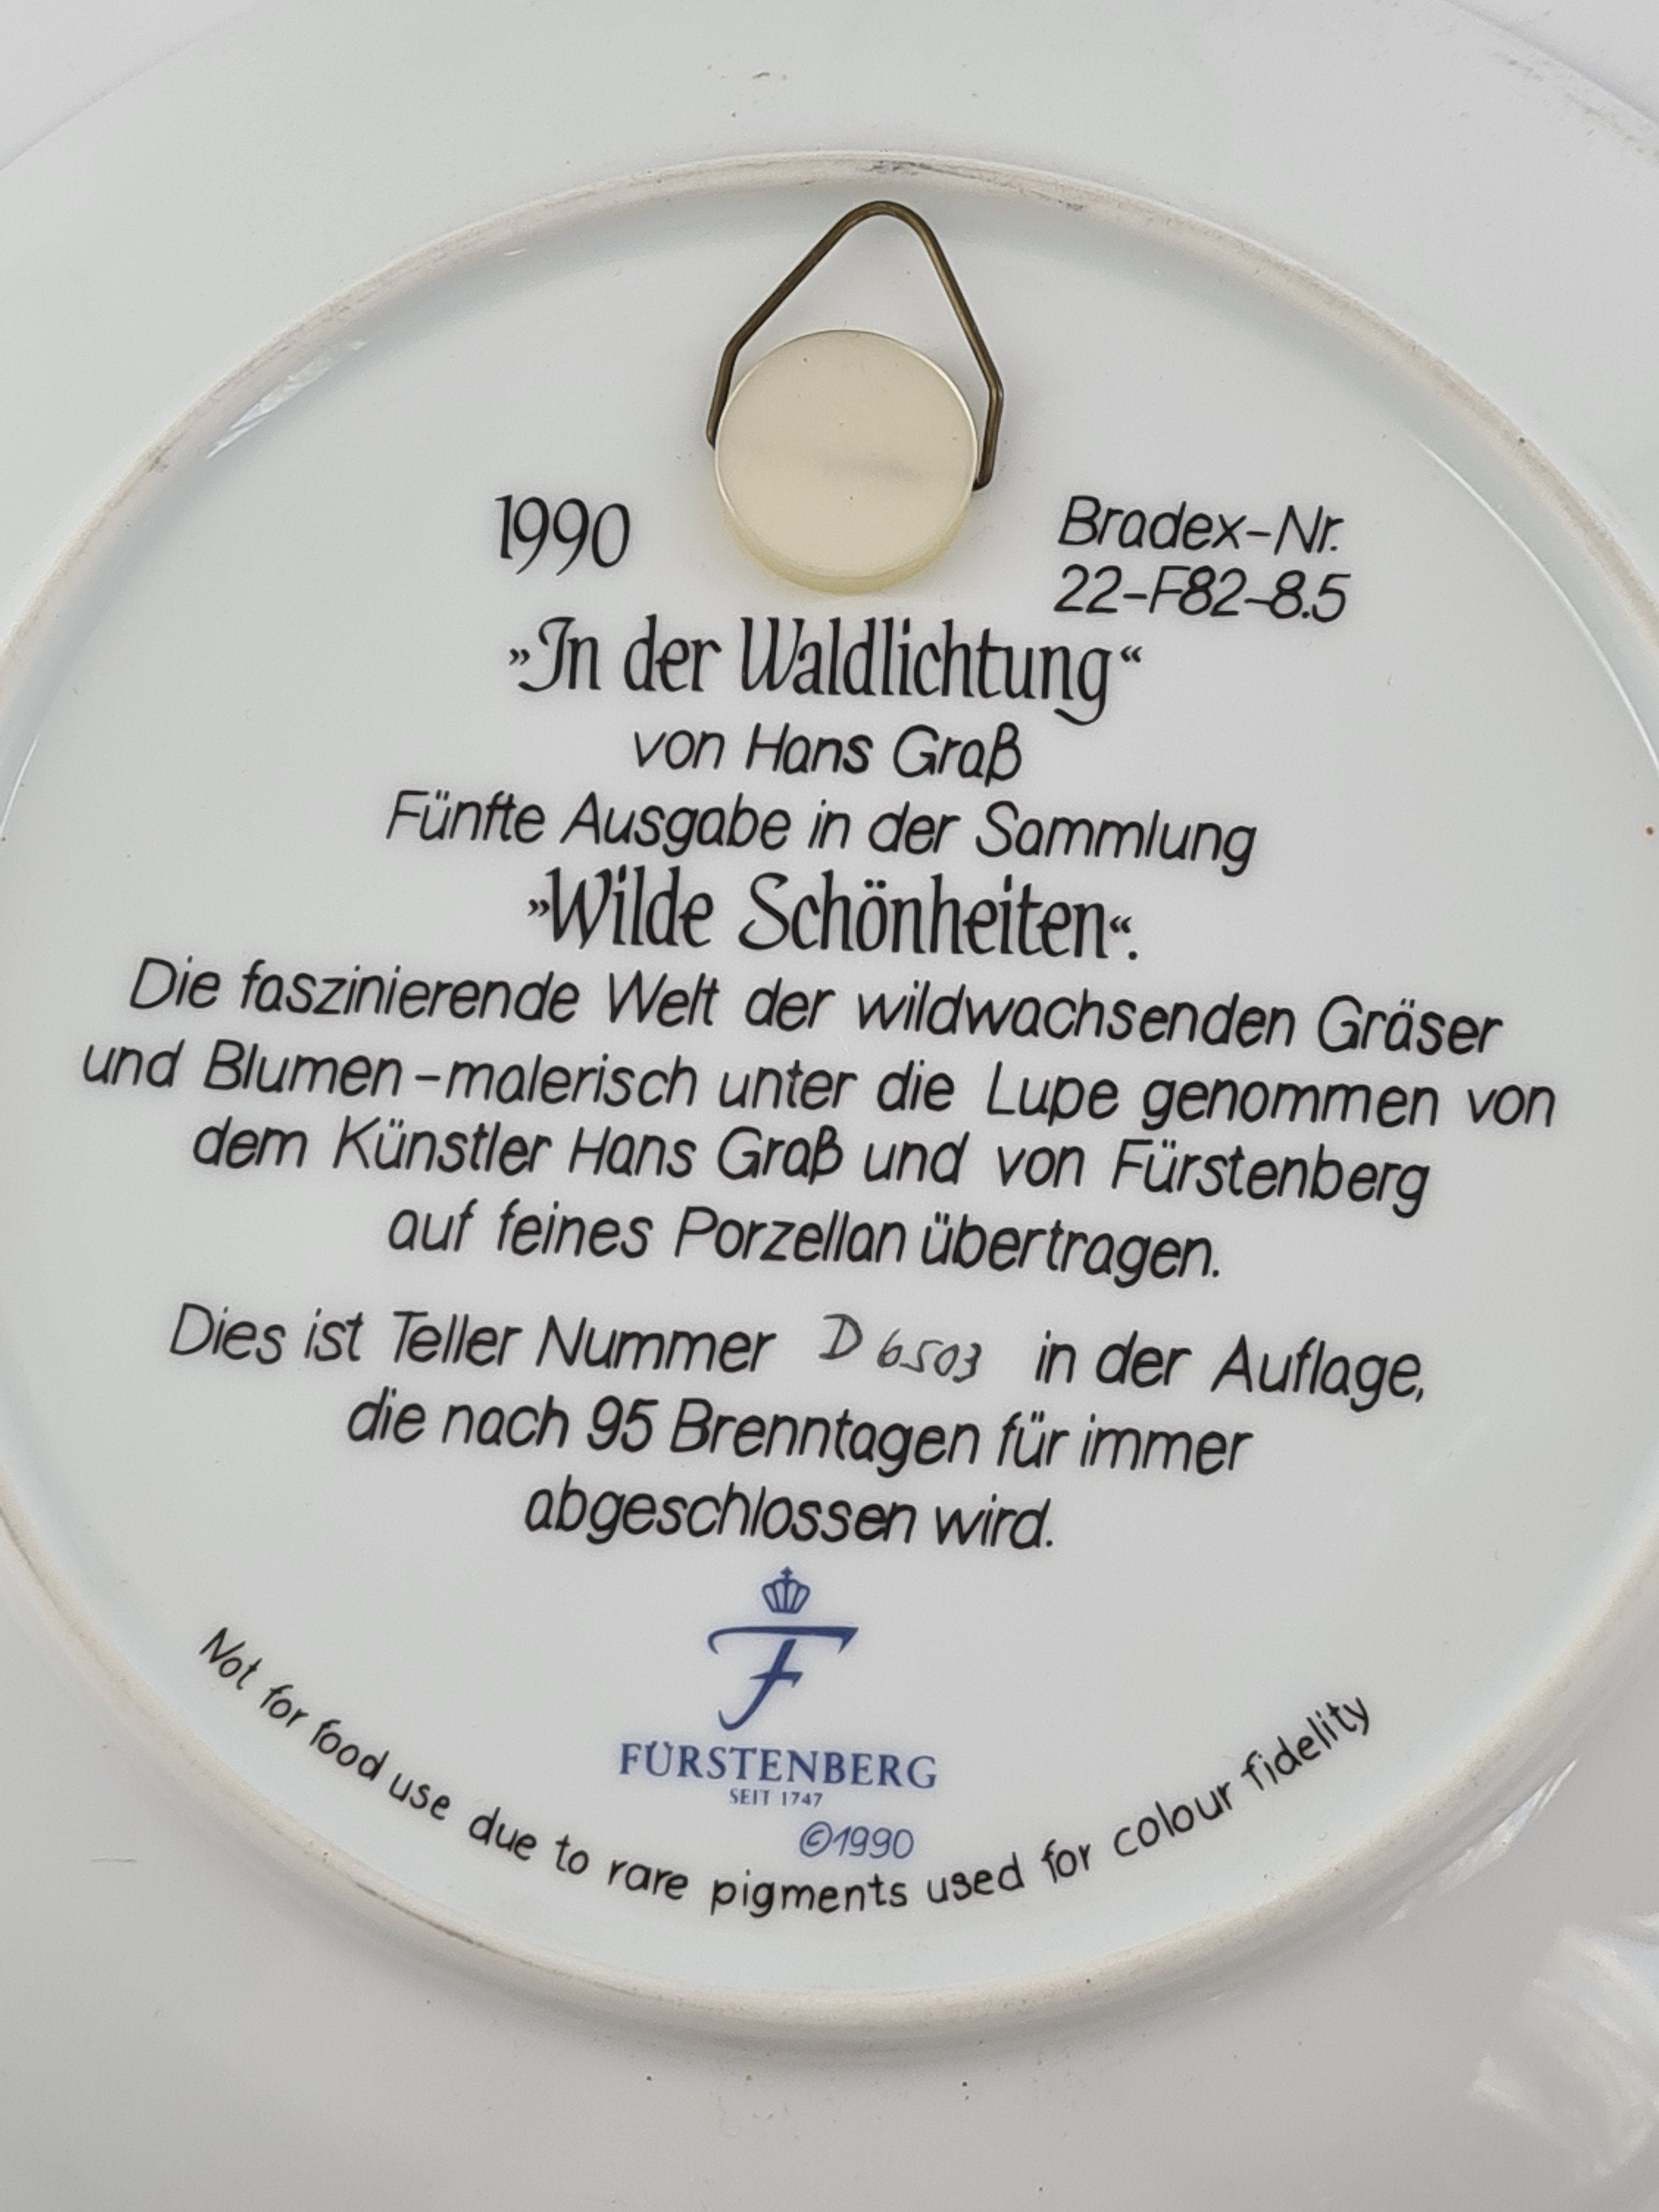 1990
Bradex-Nr.
22-F82-8.5
»In der Waldlichtung“
von Hans Graß
Fünfte Ausgabe in der Sammlung
»Wilde Schönheiten“.
Die faszinierende Welt der wildwachsenden Gräser
und Blumen - malerisch unter die Lupe genommen von
dem Künstler Hans Graß und von Fürstenberg
auf feines Porzellan übertragen.
Dies ist Teller Nummer D 6503 in der Auflage,
die nach 95 Brenntagen für immer
abgeschlossen wird.
F
FÜRSTENBERG
SEIT 1747
©1990
Not for food use due to rare pigments used for colour fidelity